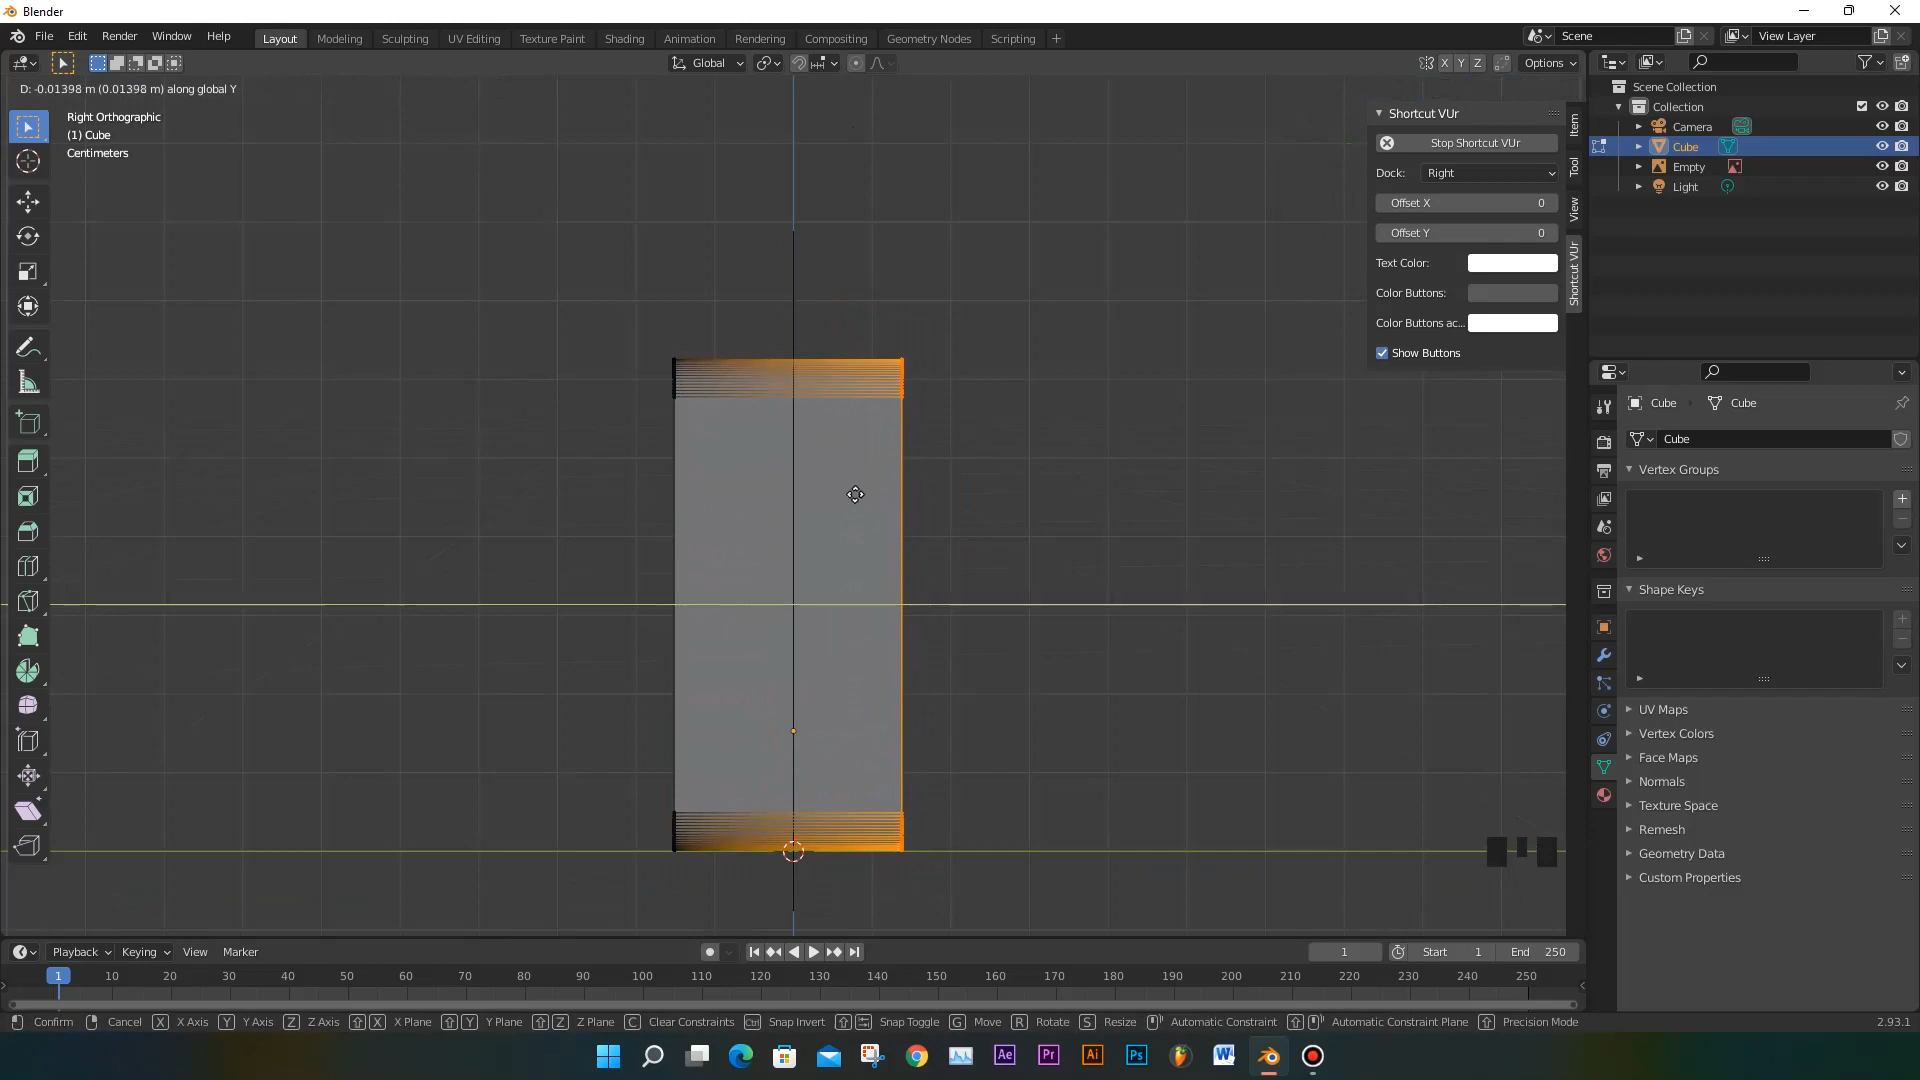 Blender
File Edit Render Window Help
Layout Modeling Sculpting UV Editing Texture Paint Shading Animation Rendering Compositing Geometry Nodes Scripting +
Scene
View Layer
Global
X Y Z
Options
D: -0.01398 m (0.01398 m) along global Y
Right Orthographic
(1) Cube
Centimeters
Shortcut VUr
Stop Shortcut VUr
Dock: Right
Offset X 0
Offset Y 0
Text Color:
Color Buttons:
Color Buttons ac...
Show Buttons
Item
Tool
View
Shortcut VUr
Scene Collection
Collection
Camera
Cube
Empty
Light
Cube Cube
Cube
Vertex Groups
Shape Keys
UV Maps
Vertex Colors
Face Maps
Normals
Texture Space
Remesh
Geometry Data
Custom Properties
Playback Keying View Marker
1 Start 1 End 250
1 10 20 30 40 50 60 70 80 90 100 110 120 130 140 150 160 170 180 190 200 210 220 230 240 250
Confirm Cancel X X Axis Y Y Axis Z Z Axis X X Plane Y Y Plane Z Z Plane C Clear Constraints Ctrl Snap Invert Snap Toggle G Move R Rotate S Resize Automatic Constraint Automatic Constraint Plane Precision Mode 2.93.1
Ae Pr Ai Ps W